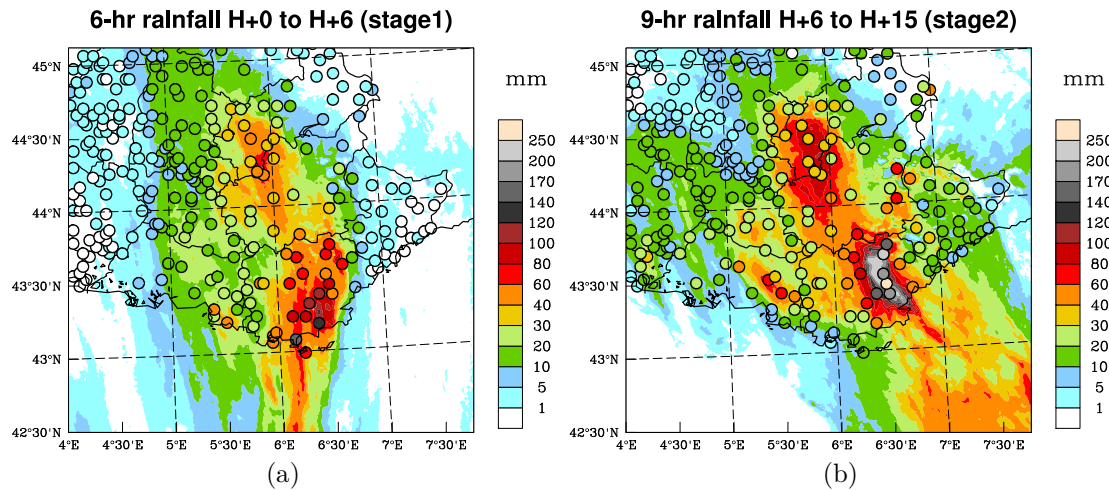 6-hr rainfall H+0 to H+6 (stage1)
9-hr rainfall H+6 to H+15 (stage2)
45°N
44°30'N
44°N
43°30'N
43°N
42°30'N
4°E
4°30'E
5°E
5°30'E
6°E
6°30'E
7°E
7°30'E
mm
250
200
170
140
120
100
80
60
40
30
20
10
5
1
(a)
45°N
44°30'N
44°N
43°30'N
43°N
42°30'N
4°E
4°30'E
5°E
5°30'E
6°E
6°30'E
7°E
7°30'E
mm
250
200
170
140
120
100
80
60
40
30
20
10
5
1
(b)